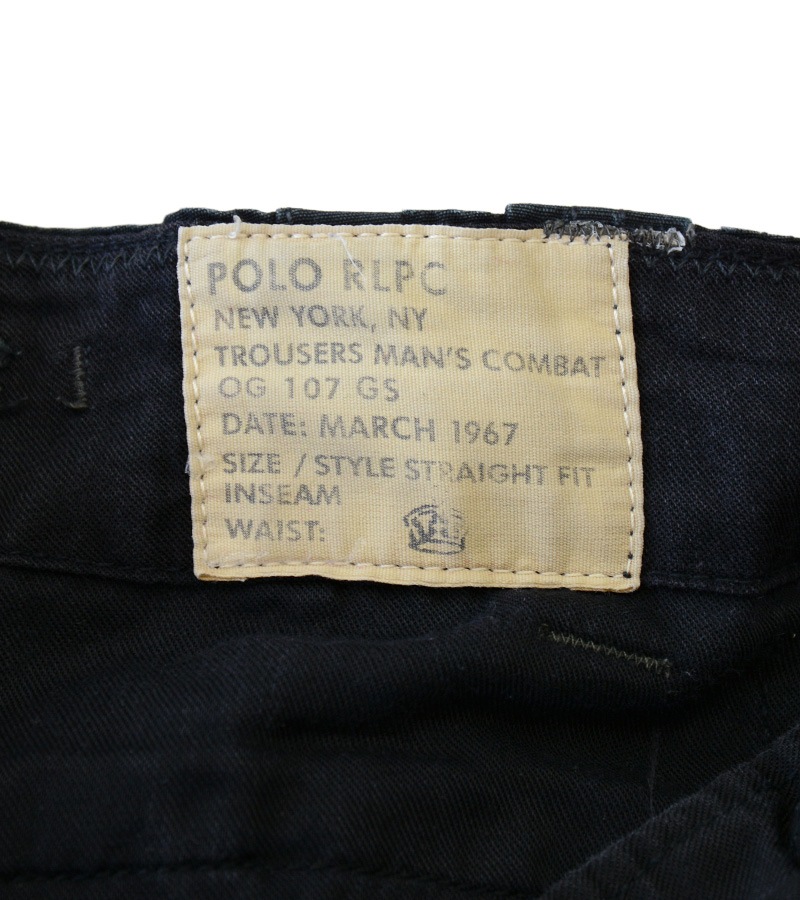 POLO RLPC
NEW YORK, NY
TROUSERS MAN'S COMBAT
OG 107 GS
DATE: MARCH 1967
SIZE / STYLE STRAIGHT FIT
INSEAM
WAIST: